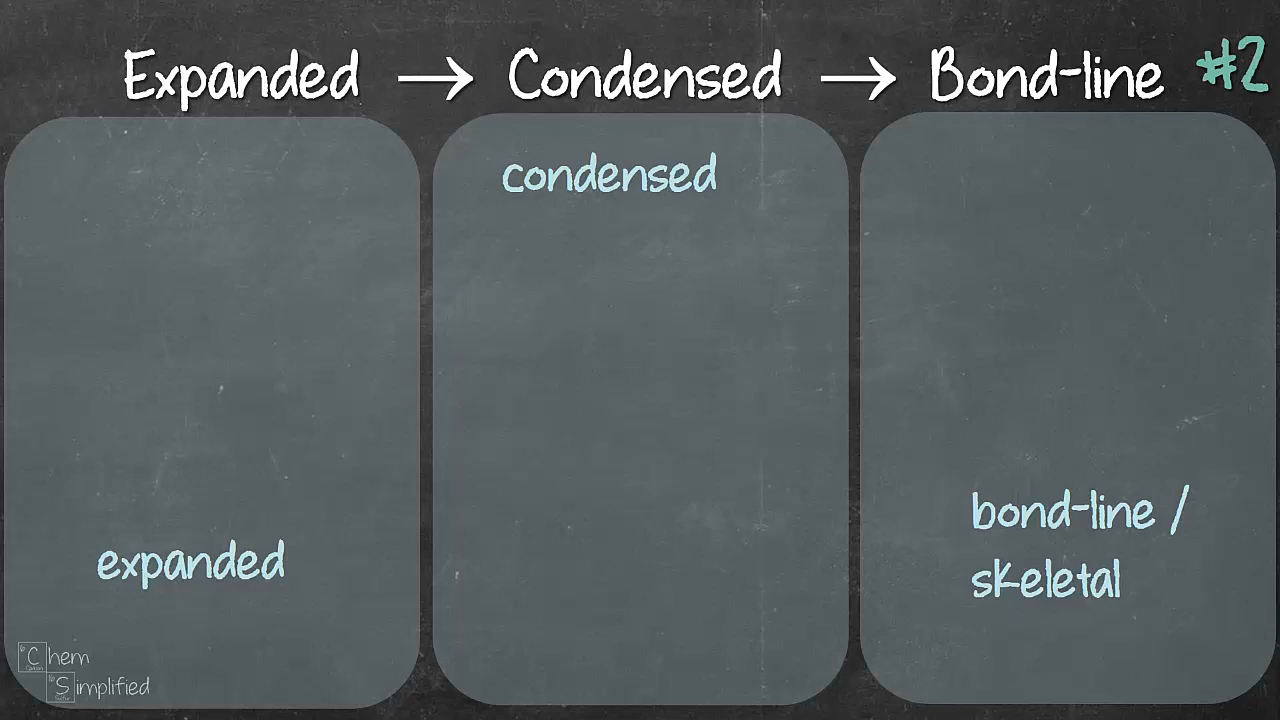 Expanded → Condensed → Bond-line #2
condensed
bond-line /
skeletal
expanded
Chem
Simplified